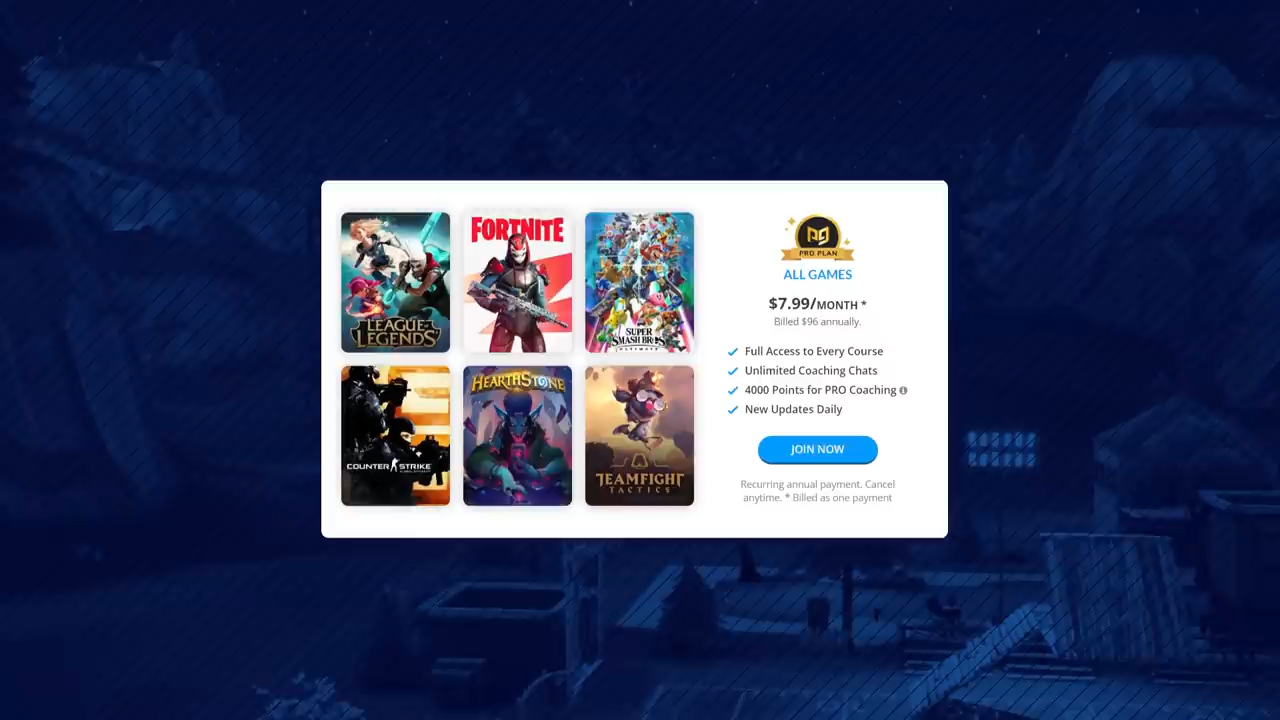 LEAGUE OF
LEGENDS
FORTNITE
SUPER
SMASH BROS.
ULTIMATE
COUNTER STRIKE
HEARTHSTONE
TEAMFIGHT
TACTICS
PG
PRO PLAN
ALL GAMES
$7.99/MONTH *
Billed $96 annually.
Full Access to Every Course
Unlimited Coaching Chats
4000 Points for PRO Coaching
New Updates Daily
JOIN NOW
Recurring annual payment. Cancel
anytime. * Billed as one payment